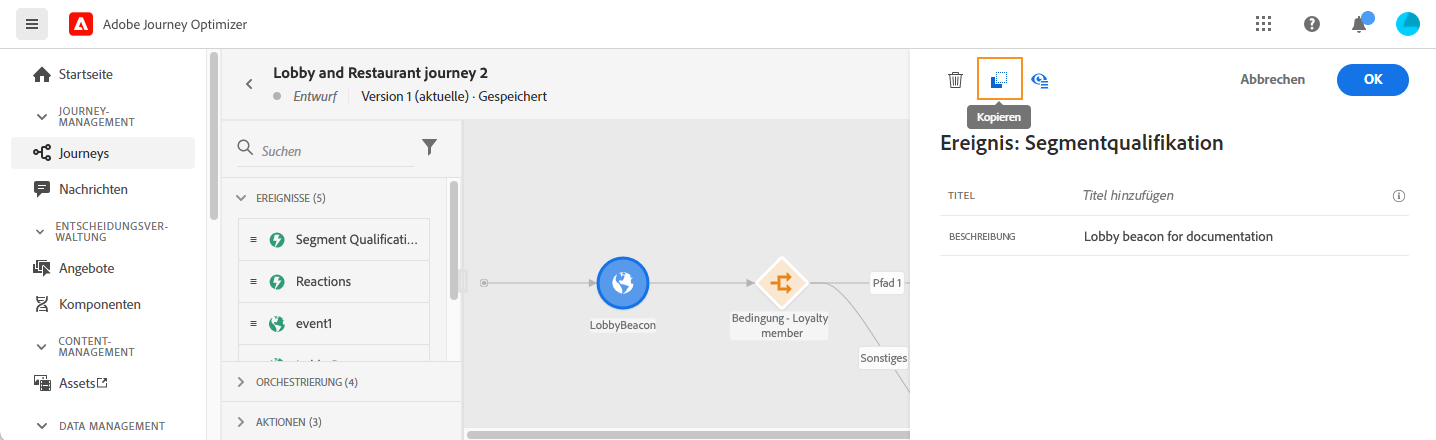 Adobe Journey Optimizer
Startseite
JOURNEY-
MANAGEMENT
Journeys
Nachrichten
ENTSCHEIDUNGSVER-
WALTUNG
Angebote
Komponenten
CONTENT-
MANAGEMENT
Assets
DATA MANAGEMENT
Lobby and Restaurant journey 2
Entwurf Version 1 (aktuelle) · Gespeichert
Suchen
EREIGNISSE (5)
Segment Qualificati...
Reactions
event1
ORCHESTRIERUNG (4)
AKTIONEN (3)
LobbyBeacon
Bedingung - Loyalty
member
Pfad 1
Sonstiges
Abbrechen
OK
Kopieren
Ereignis: Segmentqualifikation
TITEL Titel hinzufügen
BESCHREIBUNG Lobby beacon for documentation